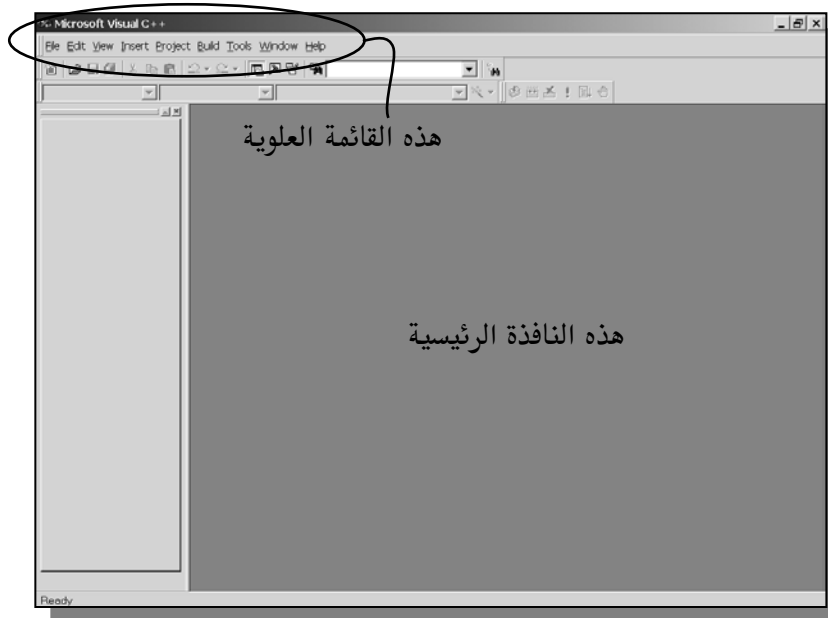 Microsoft Visual C++
File Edit View Insert Project Build Tools Window Help
هذه القائمة العلوية
هذه النافذة الرئيسية
Ready